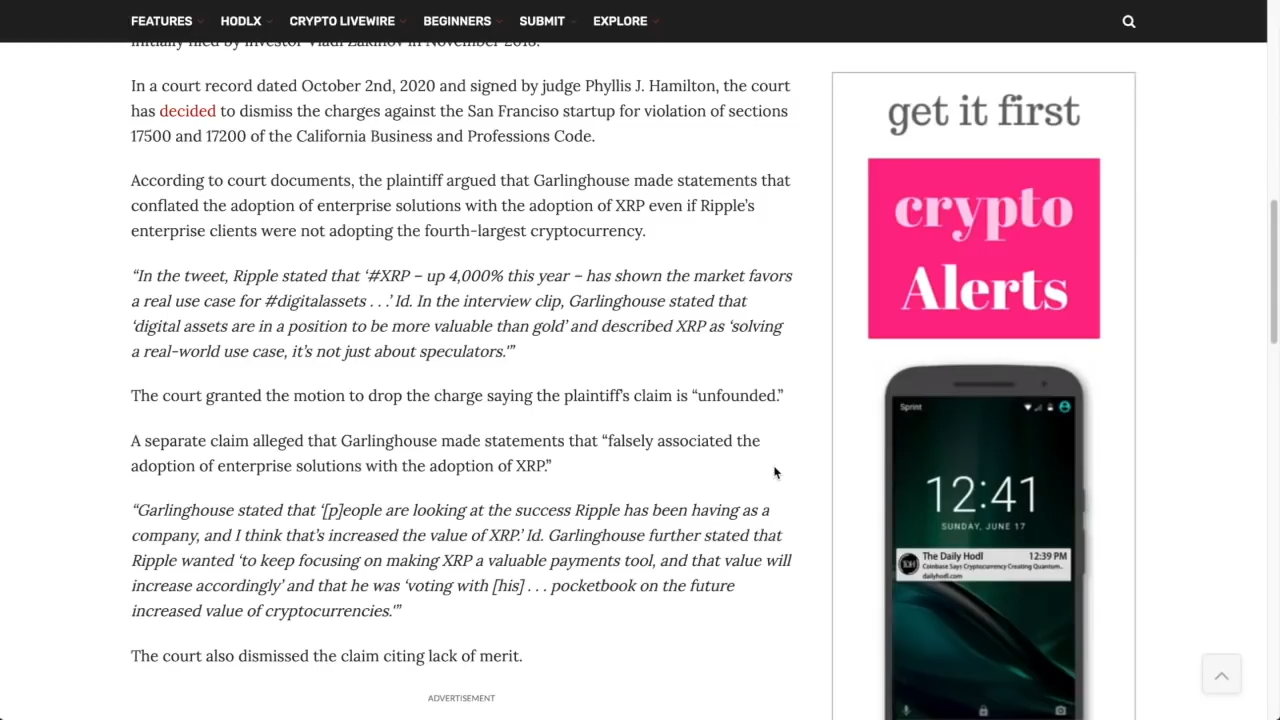 FEATURES HODLX CRYPTO LIVEWIRE BEGINNERS SUBMIT EXPLORE
initially filed by investor Vladi Zakinov in November 2018.
In a court record dated October 2nd, 2020 and signed by judge Phyllis J. Hamilton, the court
has decided to dismiss the charges against the San Franciso startup for violation of sections
17500 and 17200 of the California Business and Professions Code.
According to court documents, the plaintiff argued that Garlinghouse made statements that
conflated the adoption of enterprise solutions with the adoption of XRP even if Ripple’s
enterprise clients were not adopting the fourth-largest cryptocurrency.
“In the tweet, Ripple stated that ‘#XRP – up 4,000% this year – has shown the market favors
a real use case for #digitalassets . . .’ Id. In the interview clip, Garlinghouse stated that
‘digital assets are in a position to be more valuable than gold’ and described XRP as ‘solving
a real-world use case, it’s not just about speculators.'”
The court granted the motion to drop the charge saying the plaintiff’s claim is “unfounded.”
A separate claim alleged that Garlinghouse made statements that “falsely associated the
adoption of enterprise solutions with the adoption of XRP.”
“Garlinghouse stated that ‘[p]eople are looking at the success Ripple has been having as a
company, and I think that’s increased the value of XRP.’ Id. Garlinghouse further stated that
Ripple wanted ‘to keep focusing on making XRP a valuable payments tool, and that value will
increase accordingly’ and that he was ‘voting with [his] . . . pocketbook on the future
increased value of cryptocurrencies.'”
The court also dismissed the claim citing lack of merit.
ADVERTISEMENT
get it first
crypto
Alerts
Sprint
12:41
SUNDAY, JUNE 17
The Daily Hodl 12:39 PM
Coinbase Says Cryptocurrency Creating Quantum..
dailyhodl.com